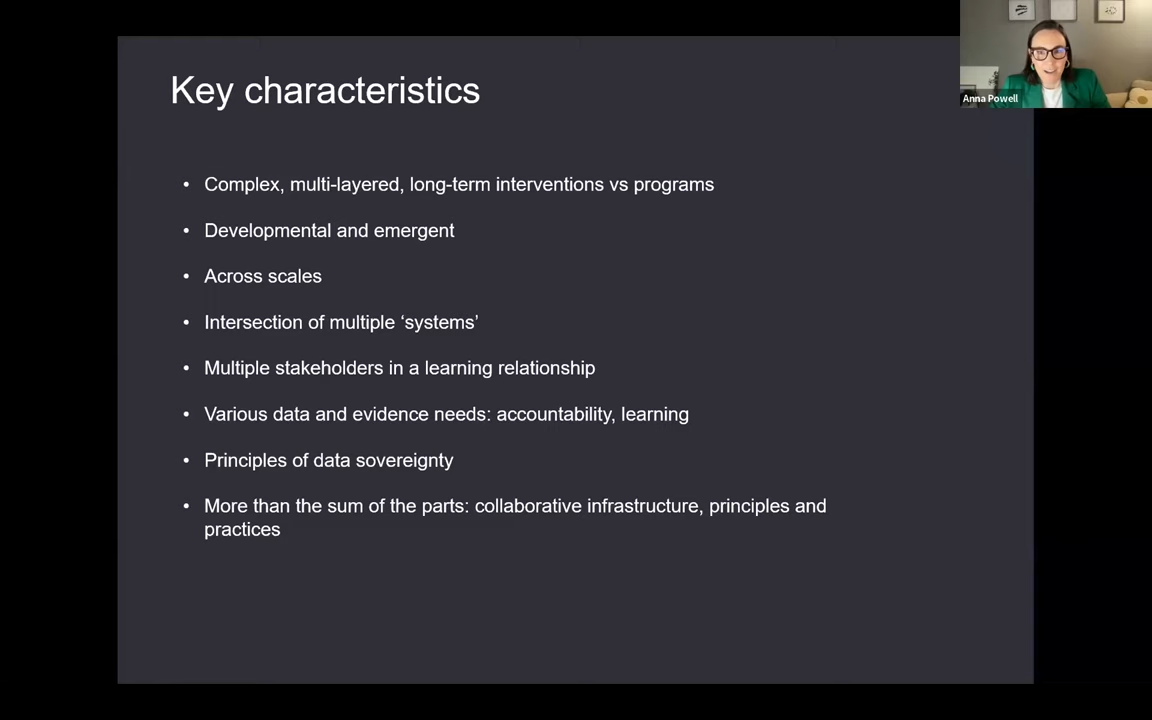 Key characteristics
Anna Powell
• Complex, multi-layered, long-term interventions vs programs
• Developmental and emergent
• Across scales
• Intersection of multiple ‘systems’
• Multiple stakeholders in a learning relationship
• Various data and evidence needs: accountability, learning
• Principles of data sovereignty
• More than the sum of the parts: collaborative infrastructure, principles and
practices